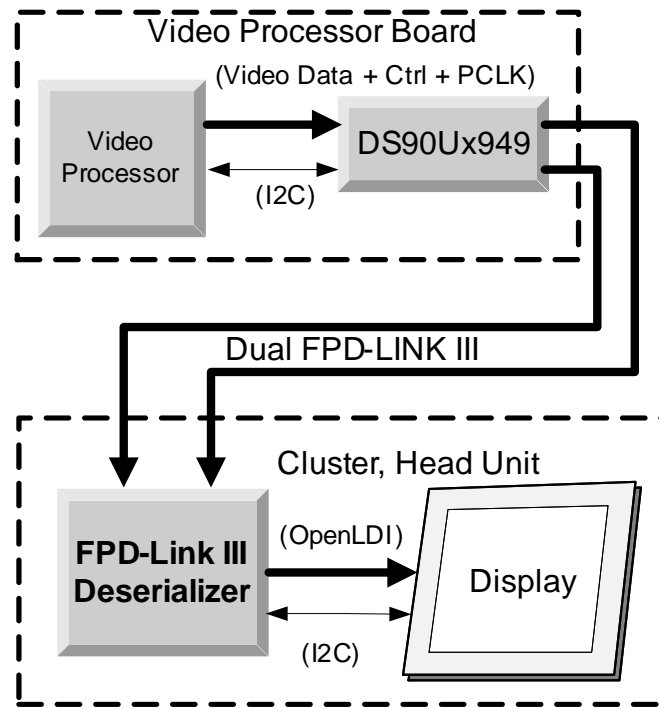 Video Processor Board
(Video Data + Ctrl + PCLK)
Video
Processor
DS90Ux949
(I2C)
Dual FPD-LINK III
Cluster, Head Unit
FPD-Link III
Deserializer
(OpenLDI)
Display
(I2C)